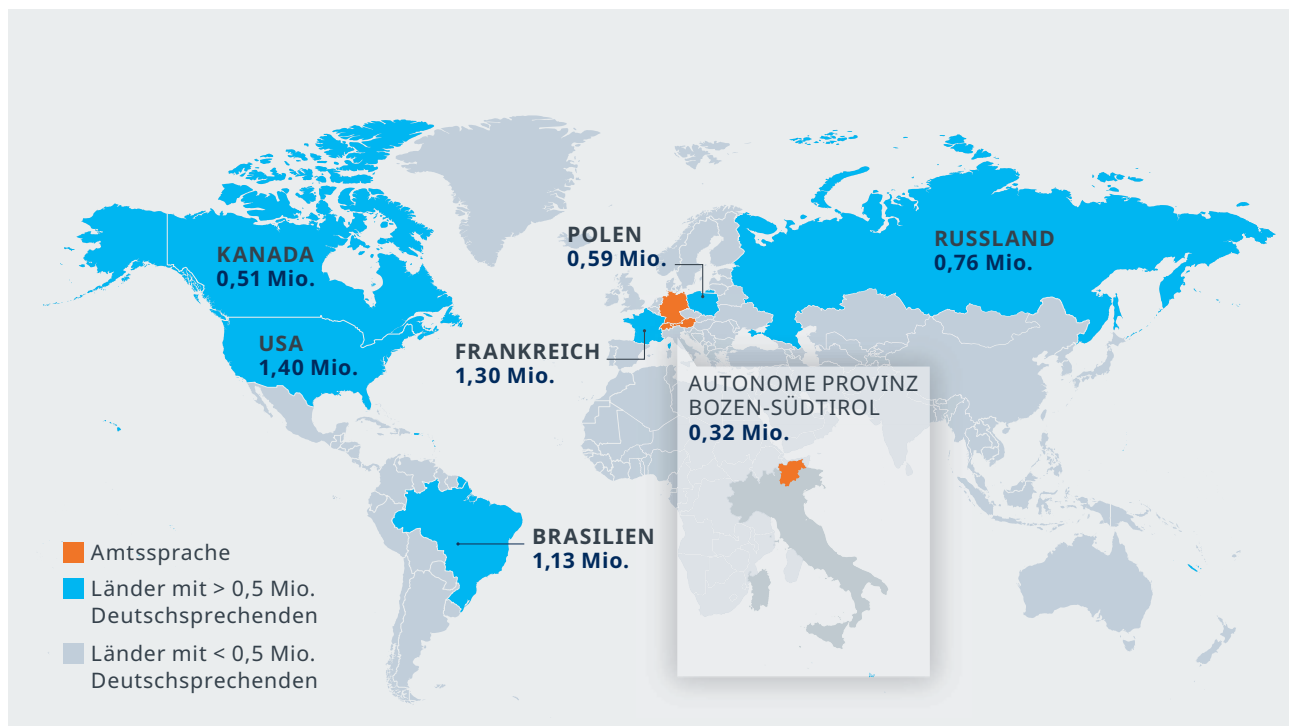 KANADA
0,51 Mio.
USA
1,40 Mio.
POLEN
0,59 Mio.
RUSSLAND
0,76 Mio.
FRANKREICH
1,30 Mio.
AUTONOME PROVINZ
BOZEN-SÜDTIROL
0,32 Mio.
BRASILIEN
1,13 Mio.
Amtssprache
Länder mit > 0,5 Mio.
Deutschsprechenden
Länder mit < 0,5 Mio.
Deutschsprechenden